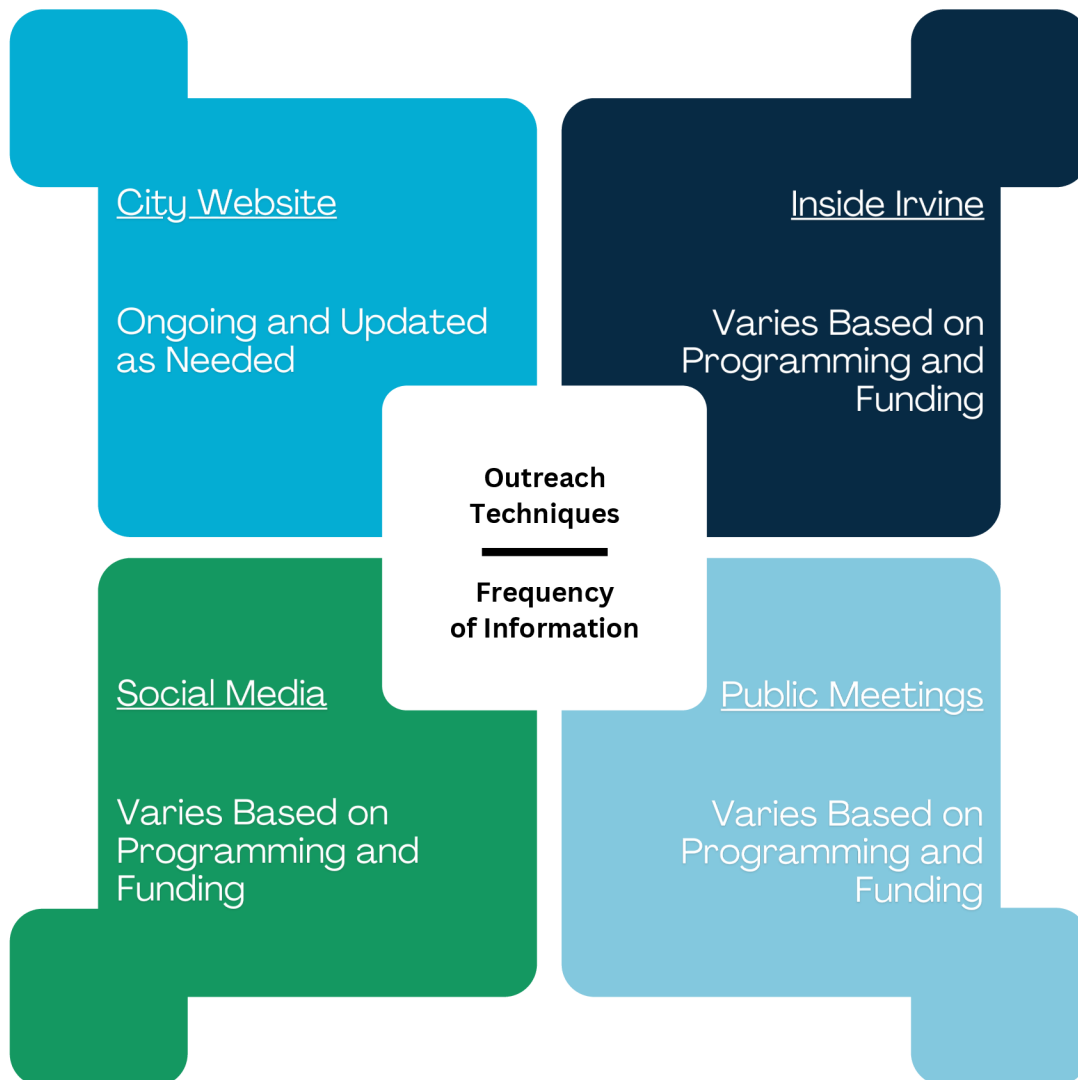 City Website
Ongoing and Updated
as Needed
Inside Irvine
Varies Based on
Programming and
Funding
Outreach
Techniques
Frequency
of Information
Social Media
Varies Based on
Programming and
Funding
Public Meetings
Varies Based on
Programming and
Funding